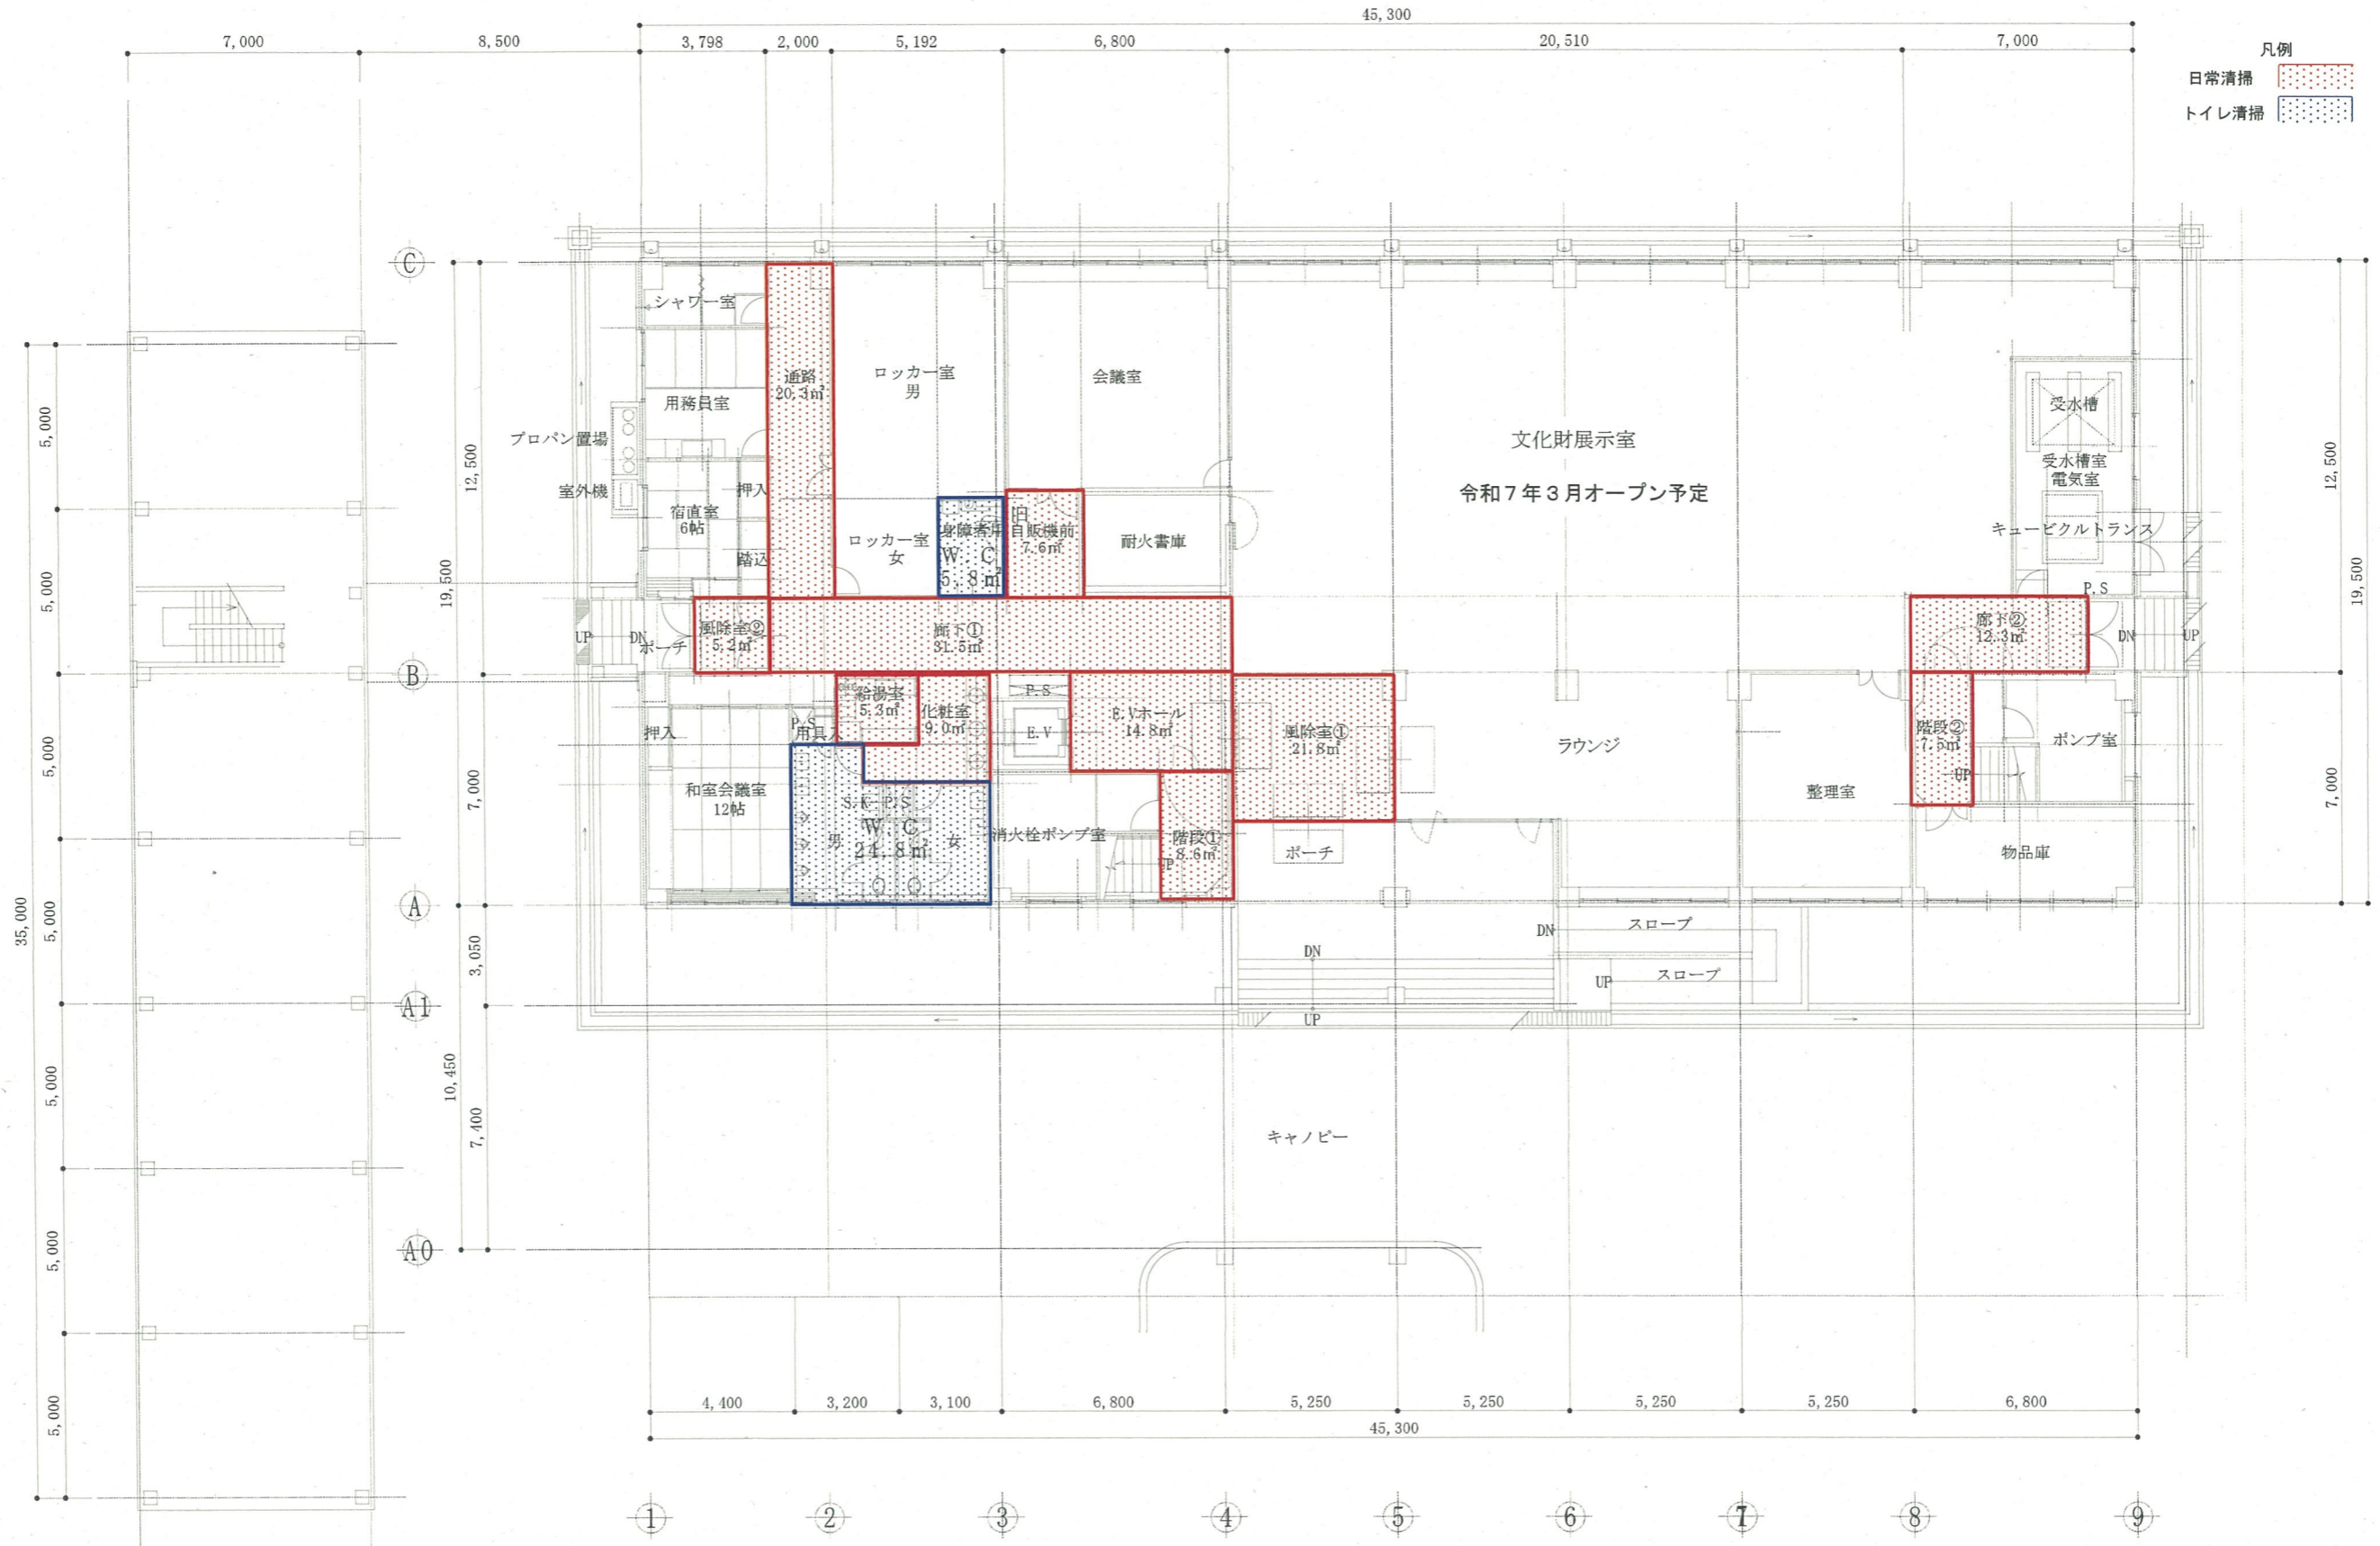 45,300
7,000
8,500
3,798
2,000
5,192
6,800
20,510
7,000
凡例
日常清掃
トイレ清掃
C
シャワー室
通路
20.3㎡
ロッカー室
男
会議室
用務員室
プロパン置場
室外機
押入
宿直室
6帖
踏込
ロッカー室
女
身障者用
W．C
5．8㎡
旧
自販機前
7.6㎡
耐火書庫
文化財展示室
令和７年３月オープン予定
受水槽
受水槽室
電気室
キュービクルトランス
P.S
UP
DN
ポーチ
風除室②
5.2㎡
廊下①
31.5㎡
廊下②
12.3㎡
DN
UP
B
給湯室
5.3㎡
化粧室
9.0㎡
P.S
E.V
E.Vホール
14.8㎡
風除室①
21.8㎡
ラウンジ
階段②
7.5㎡
UP
ポンプ室
押入
P.S
用具入
和室会議室
12帖
S.K
P.S
W．C
24．8㎡
男
女
消火栓ポンプ室
階段①
8.6㎡
UP
ポーチ
整理室
物品庫
A
DN
DN
スロープ
UP
スロープ
A1
UP
キャノピー
A0
5,000
5,000
5,000
5,000
5,000
5,000
5,000
35,000
12,500
19,500
7,000
3,050
10,450
7,400
12,500
19,500
7,000
4,400
3,200
3,100
6,800
5,250
5,250
5,250
5,250
6,800
45,300
1
2
3
4
5
6
7
8
9